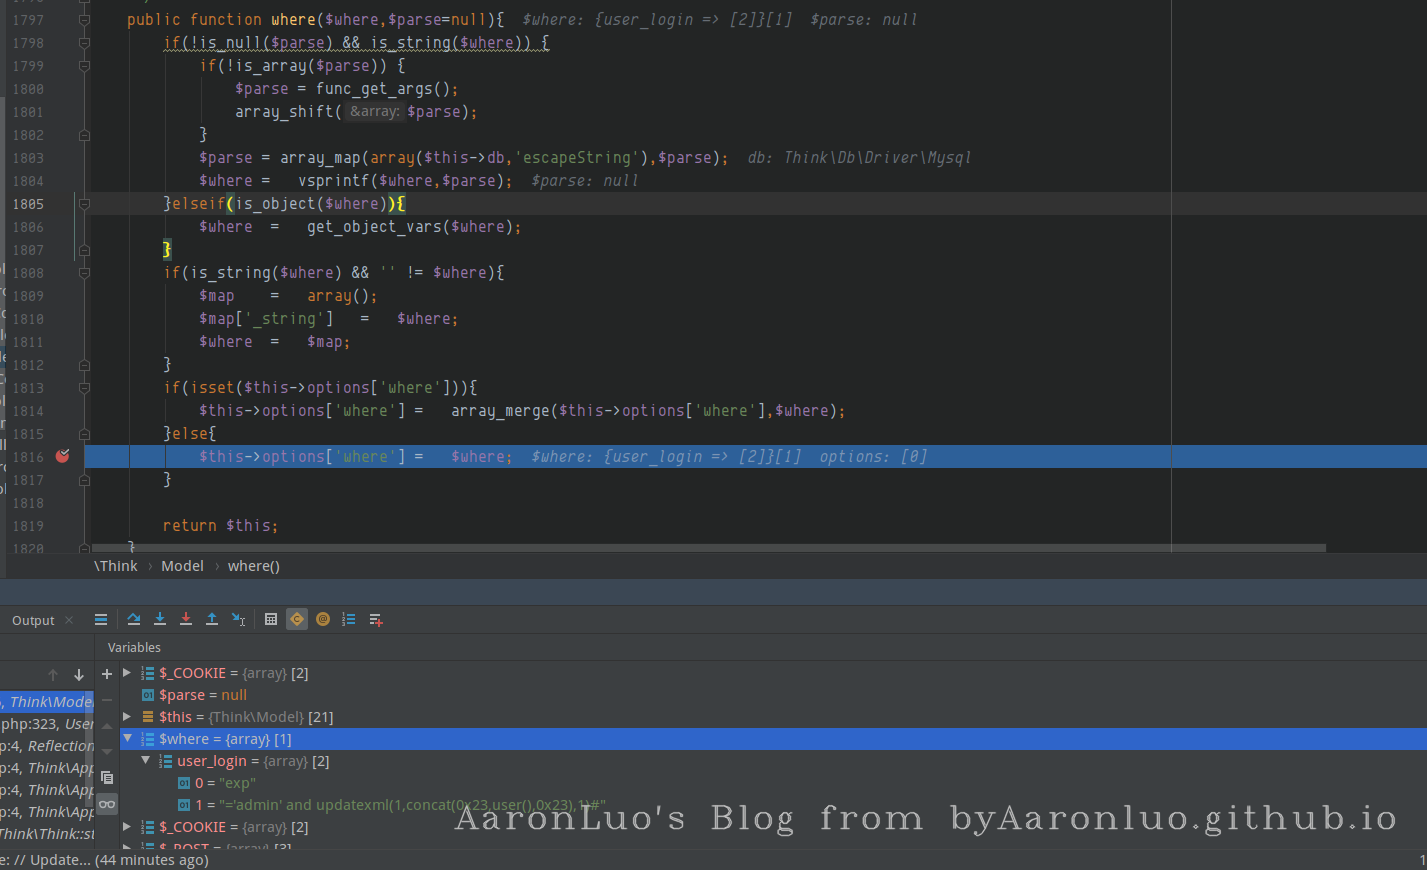 1797 public function where($where,$parse=null){ $where: {user_login => [2]}[1] $parse: null
1798 if(!is_null($parse) && is_string($where)) {
1799 if(!is_array($parse)) {
1800 $parse = func_get_args();
1801 array_shift( &array: $parse);
1802 }
1803 $parse = array_map(array($this->db,'escapeString'),$parse); db: Think\Db\Driver\Mysql
1804 $where = vsprintf($where,$parse); $parse: null
1805 }elseif(is_object($where)){
1806 $where = get_object_vars($where);
1807 }
1808 if(is_string($where) && '' != $where){
1809 $map = array();
1810 $map['_string'] = $where;
1811 $where = $map;
1812 }
1813 if(isset($this->options['where'])){
1814 $this->options['where'] = array_merge($this->options['where'],$where);
1815 }else{
1816 $this->options['where'] = $where; $where: {user_login => [2]}[1] options: [0]
1817 }
1818
1819 return $this;
1820 }
\Think › Model › where()
Output ×
Variables
$_COOKIE = {array} [2]
$parse = null
, Think\Mode
$this = {Think\Model} [21]
php:323, User
$where = {array} [1]
p:4, Reflection
user_login = {array} [2]
p:4, Think\App
0 = "exp"
p:4, Think\App
1 = "='admin' and updatexml(1,concat(0x23,user(),0x23),1)#"
p:4, Think\App
AaronLuo's Blog from byAaronluo.github.io
$_COOKIE = {array} [2]
Think\Think::st
$_POST = {array} [3]
e: // Update... (44 minutes ago)